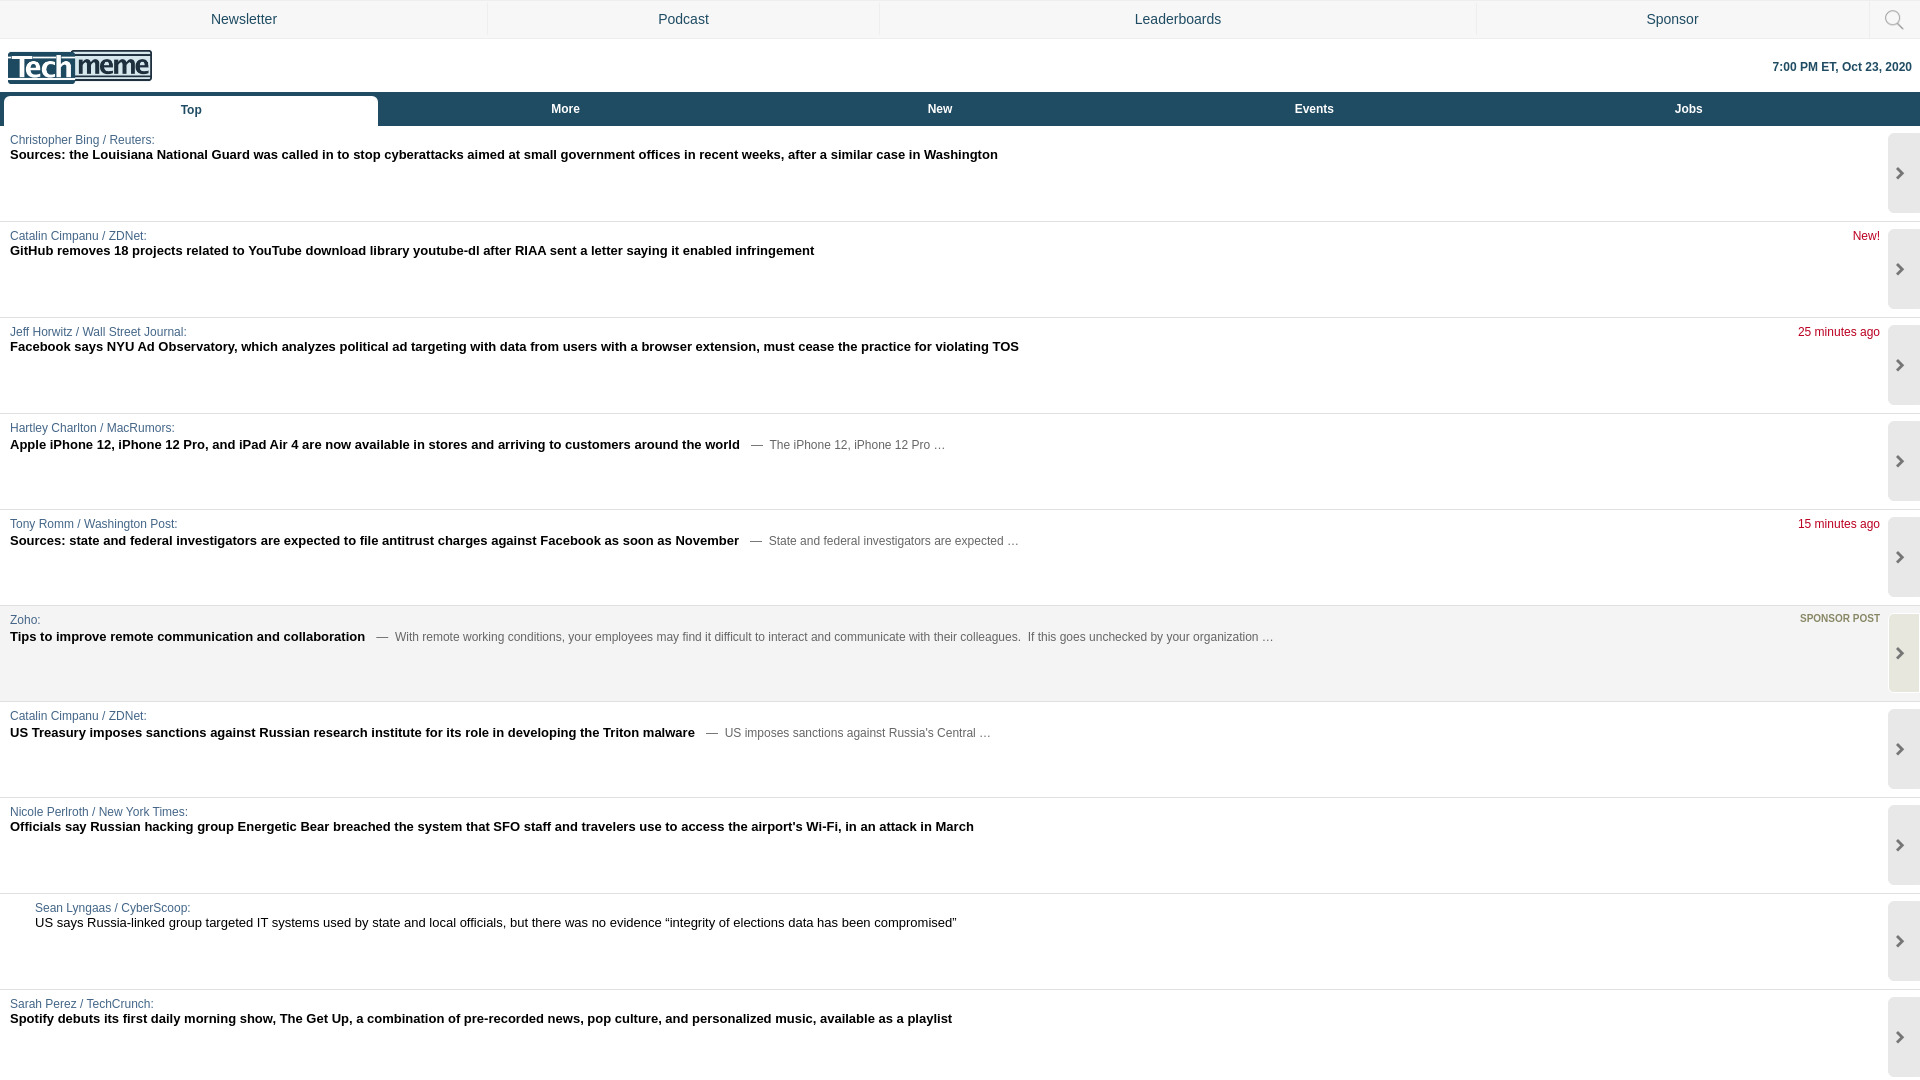 Newsletter
Podcast
Leaderboards
Sponsor
Techmeme
7:00 PM ET, Oct 23, 2020
Top
More
New
Events
Jobs
Christopher Bing / Reuters:
Sources: the Louisiana National Guard was called in to stop cyberattacks aimed at small government offices in recent weeks, after a similar case in Washington
Catalin Cimpanu / ZDNet:
New!
GitHub removes 18 projects related to YouTube download library youtube-dl after RIAA sent a letter saying it enabled infringement
Jeff Horwitz / Wall Street Journal:
25 minutes ago
Facebook says NYU Ad Observatory, which analyzes political ad targeting with data from users with a browser extension, must cease the practice for violating TOS
Hartley Charlton / MacRumors:
Apple iPhone 12, iPhone 12 Pro, and iPad Air 4 are now available in stores and arriving to customers around the world — The iPhone 12, iPhone 12 Pro …
Tony Romm / Washington Post:
15 minutes ago
Sources: state and federal investigators are expected to file antitrust charges against Facebook as soon as November — State and federal investigators are expected …
Zoho:
SPONSOR POST
Tips to improve remote communication and collaboration — With remote working conditions, your employees may find it difficult to interact and communicate with their colleagues. If this goes unchecked by your organization …
Catalin Cimpanu / ZDNet:
US Treasury imposes sanctions against Russian research institute for its role in developing the Triton malware — US imposes sanctions against Russia's Central …
Nicole Perlroth / New York Times:
Officials say Russian hacking group Energetic Bear breached the system that SFO staff and travelers use to access the airport's Wi-Fi, in an attack in March
Sean Lyngaas / CyberScoop:
US says Russia-linked group targeted IT systems used by state and local officials, but there was no evidence “integrity of elections data has been compromised”
Sarah Perez / TechCrunch:
Spotify debuts its first daily morning show, The Get Up, a combination of pre-recorded news, pop culture, and personalized music, available as a playlist